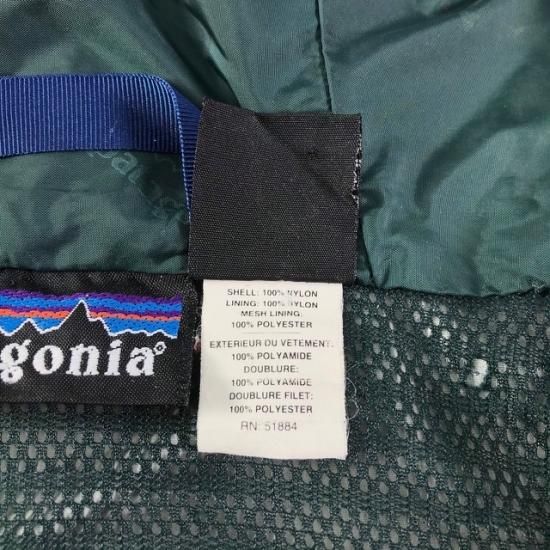 gonia®
SHELL: 100% NYLON
LINING: 100% NYLON
MESH LINING:
100% POLYESTER
EXTERIEUR DU VETEMENT:
100% POLYAMIDE
DOUBLURE:
100% POLYAMIDE
DOUBLURE FILET:
100% POLYESTER
RN: 51884